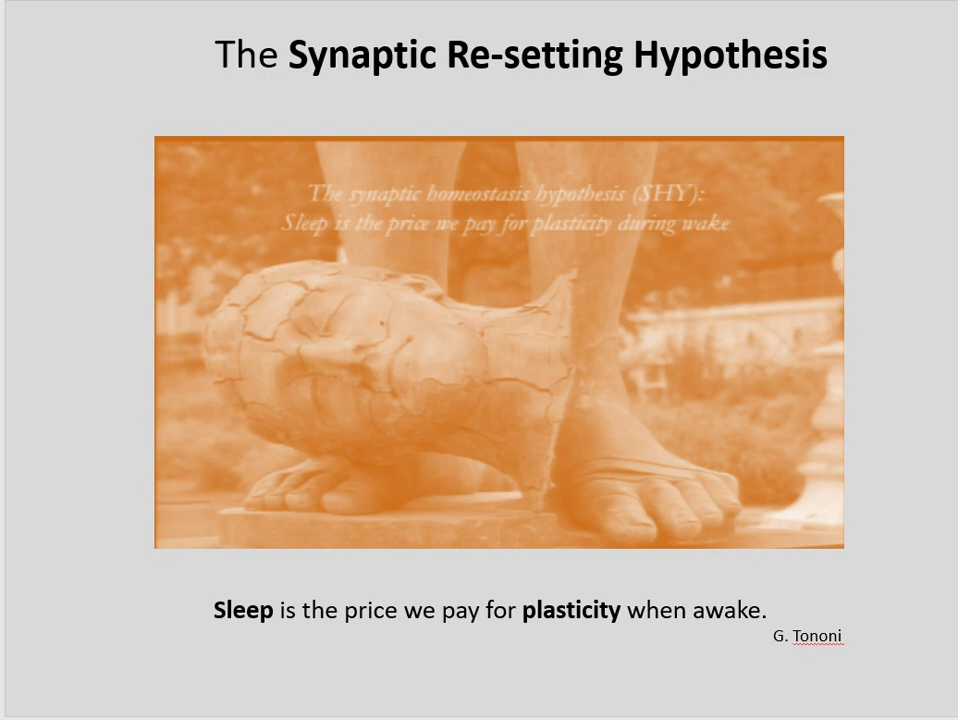 The Synaptic Re-setting Hypothesis
The synaptic homeostasis hypothesis (SHY):
Sleep is the price we pay for plasticity during wake
Sleep is the price we pay for plasticity when awake.
G. Tononi